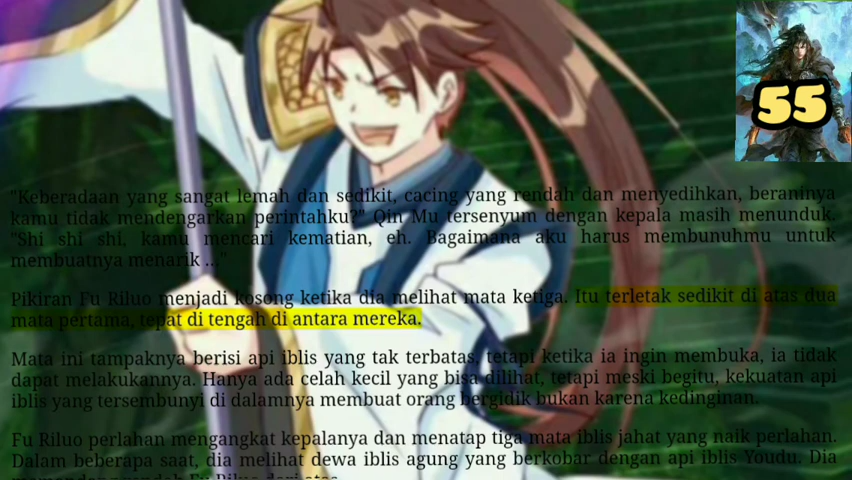 55
"Keberadaan yang sangat lemah dan sedikit, cacing yang rendah dan menyedihkan, beraninya
kamu tidak mendengarkan perintahku?" Qin Mu tersenyum dengan kepala masih menunduk.
"Shi shi shi, kamu mencari kematian, eh. Bagaimana aku harus membunuhmu untuk
membuatnya menarik ..."
Pikiran Fu Riluo menjadi kosong ketika dia melihat mata ketiga. Itu terletak sedikit di atas dua
mata pertama, tepat di tengah di antara mereka.
Mata ini tampaknya berisi api iblis yang tak terbatas, tetapi ketika ia ingin membuka, ia tidak
dapat melakukannya. Hanya ada celah kecil yang bisa dilihat, tetapi meski begitu, kekuatan api
iblis yang tersembunyi di dalamnya membuat orang bergidik bukan karena kedinginan.
Fu Riluo perlahan mengangkat kepalanya dan menatap tiga mata iblis jahat yang naik perlahan.
Dalam beberapa saat, dia melihat dewa iblis agung yang berkobar dengan api iblis Youdu. Dia